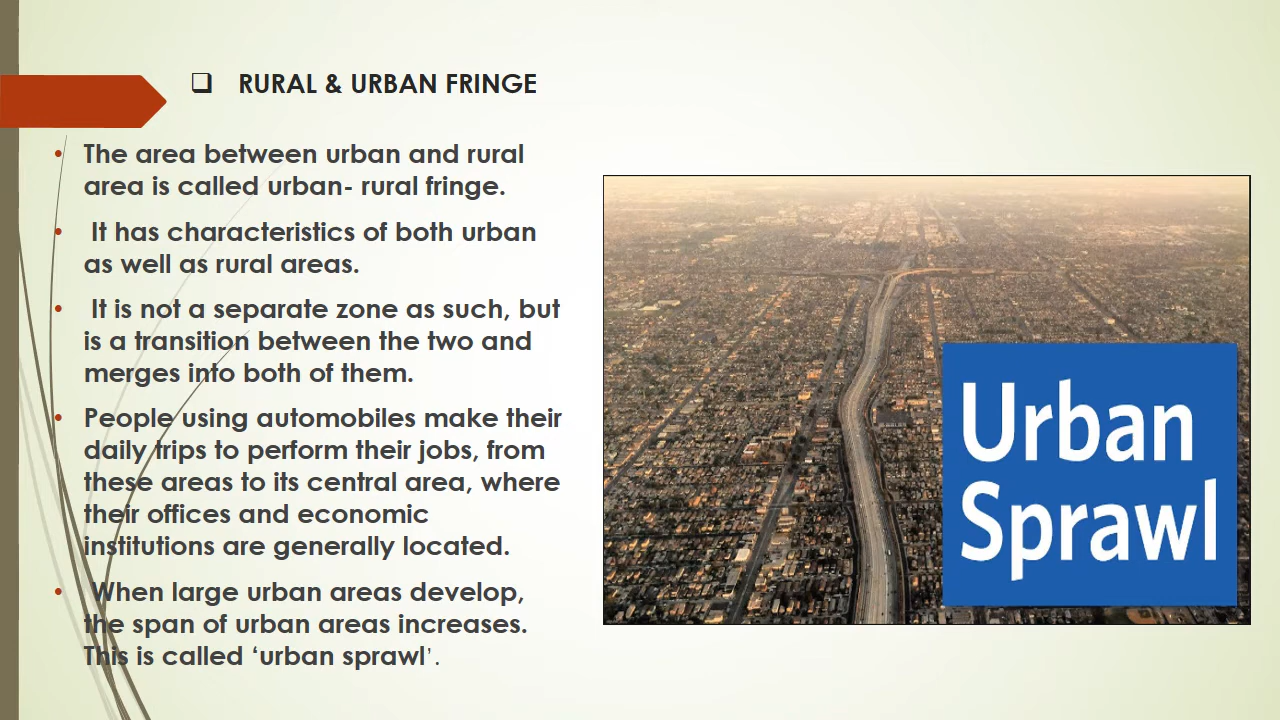 ❑ RURAL & URBAN FRINGE
• The area between urban and rural
area is called urban- rural fringe.
• It has characteristics of both urban
as well as rural areas.
• It is not a separate zone as such, but
is a transition between the two and
merges into both of them.
• People using automobiles make their
daily trips to perform their jobs, from
these areas to its central area, where
their offices and economic
institutions are generally located.
• When large urban areas develop,
the span of urban areas increases.
This is called ‘urban sprawl’.
Urban
Sprawl